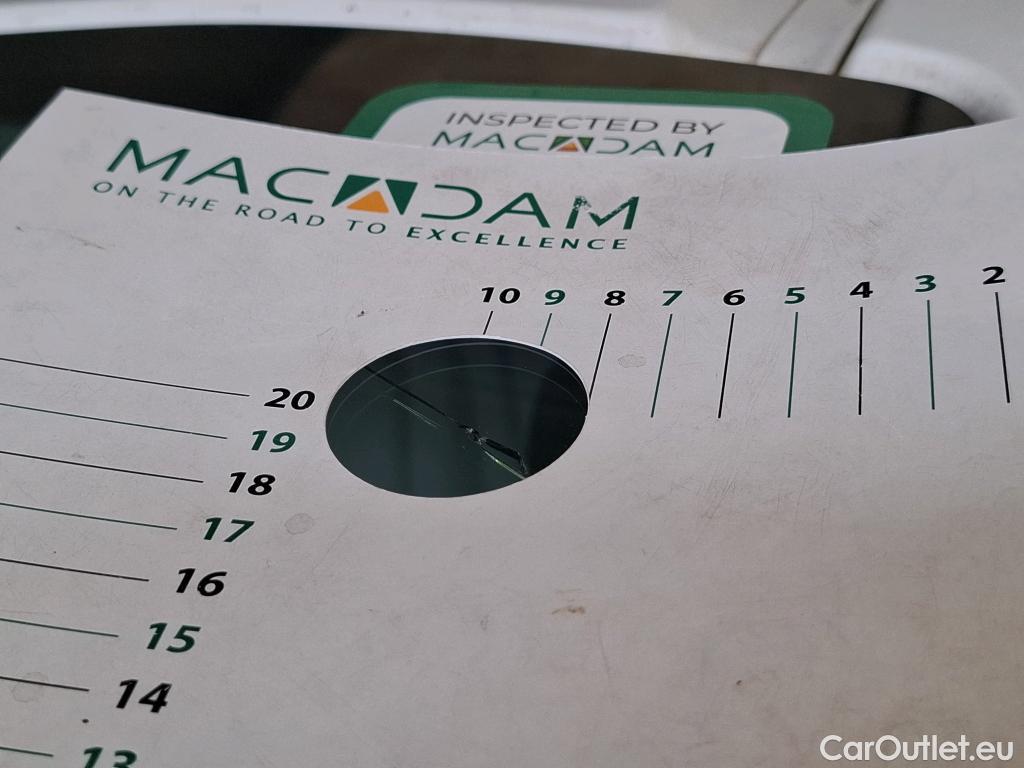 INSPECTED BY
MACADAM
MACADAM
ON THE ROAD TO EXCELLENCE
10 9 8 7 6 5 4 3 2
20
19
18
17
16
15
14
13
CarOutlet.eu